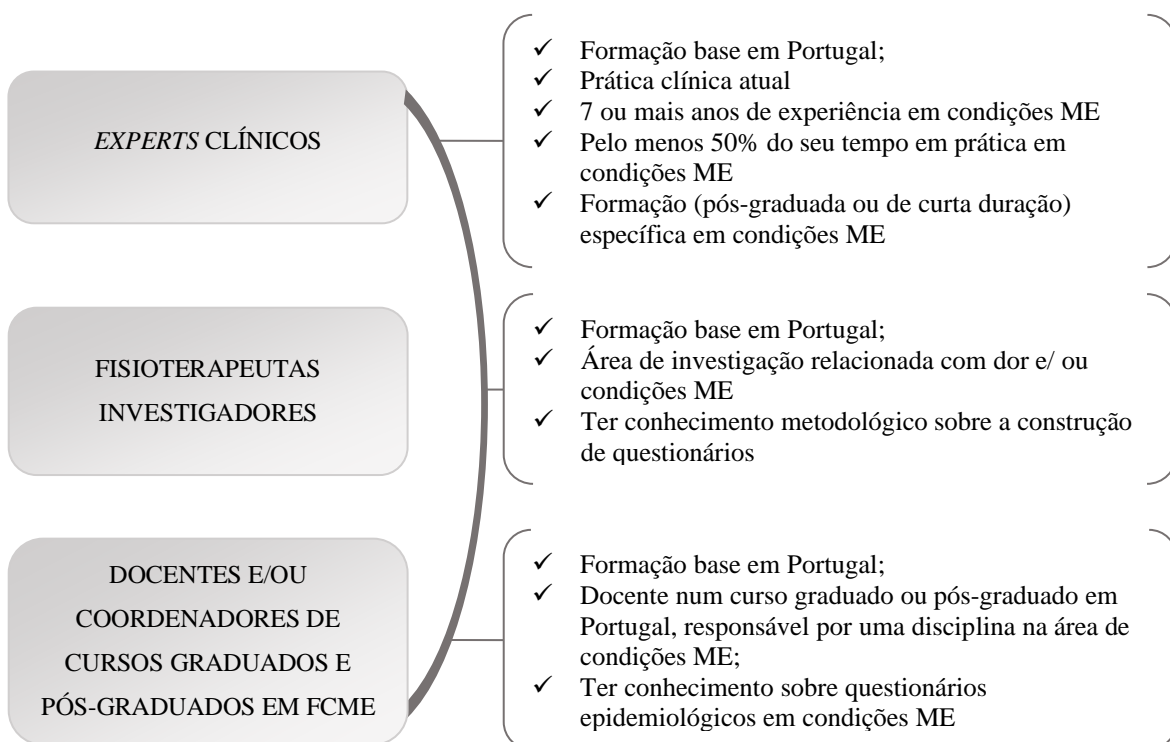 EXPERTS CLÍNICOS
✓ Formação base em Portugal;
✓ Prática clínica atual
✓ 7 ou mais anos de experiência em condições ME
✓ Pelo menos 50% do seu tempo em prática em
condições ME
✓ Formação (pós-graduada ou de curta duração)
específica em condições ME
FISIOTERAPEUTAS
INVESTIGADORES
✓ Formação base em Portugal;
✓ Área de investigação relacionada com dor e/ ou
condições ME
✓ Ter conhecimento metodológico sobre a construção
de questionários
DOCENTES E/OU
COORDENADORES DE
CURSOS GRADUADOS E
PÓS-GRADUADOS EM FCME
✓ Formação base em Portugal;
✓ Docente num curso graduado ou pós-graduado em
Portugal, responsável por uma disciplina na área de
condições ME;
✓ Ter conhecimento sobre questionários
epidemiológicos em condições ME